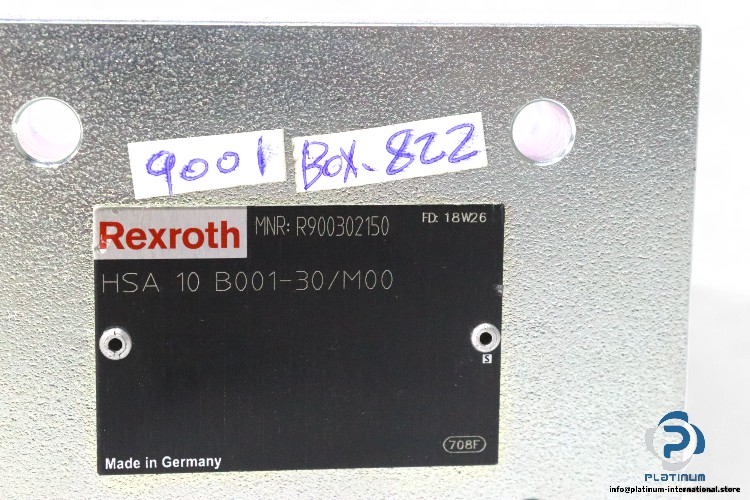 9001 BOX. 822
Rexroth MNR: R900302150 FD: 18W26
HSA 10 B001-30/M00
S
708F
Made in Germany
PLATINUM
info@platinum-international.store